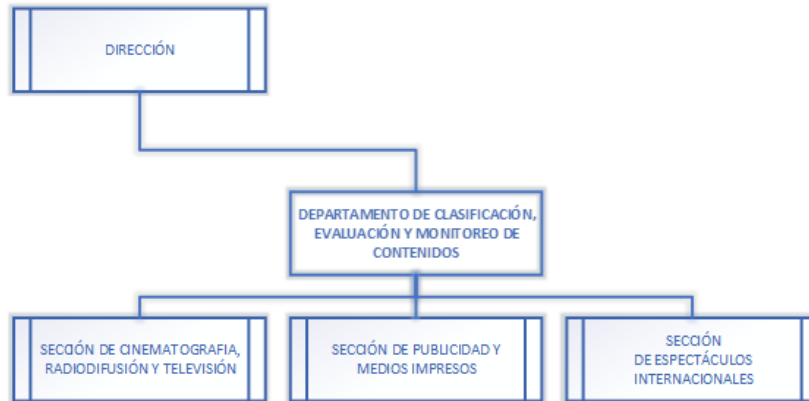 DIRECCIÓN
DEPARTAMENTO DE CLASIFICACIÓN,
EVALUACIÓN Y MONITOREO DE
CONTENIDOS
SECCIÓN DE CINEMATOGRAFIA,
RADIODIFUSIÓN Y TELEVISIÓN
SECCIÓN DE PUBLICIDAD Y
MEDIOS IMPRESOS
SECCIÓN
DE ESPECTÁCULOS
INTERNACIONALES